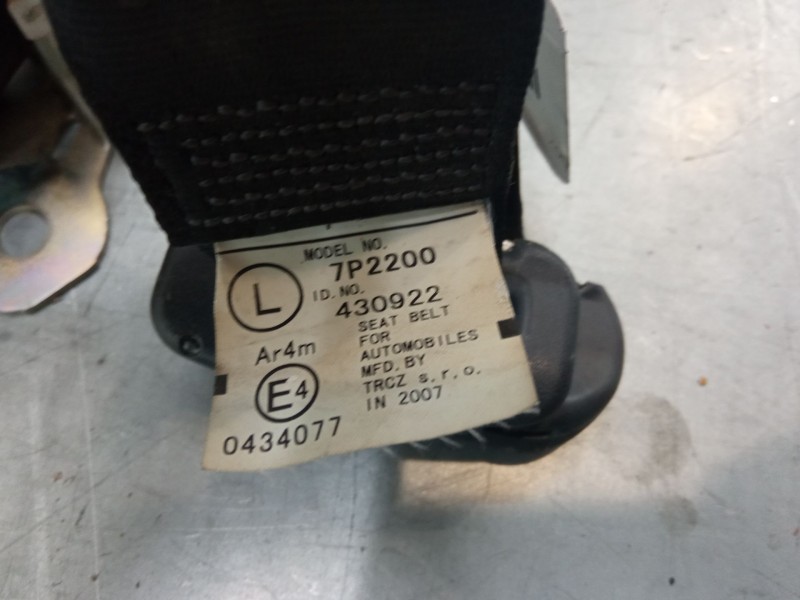 MODEL NO.
7P2200
L
ID.NO.
430922
SEAT BELT
FOR
AUTOMOBILES
MFD.BY
TRCZ s.r.o.
IN 2007
Ar4m
E4
0434077